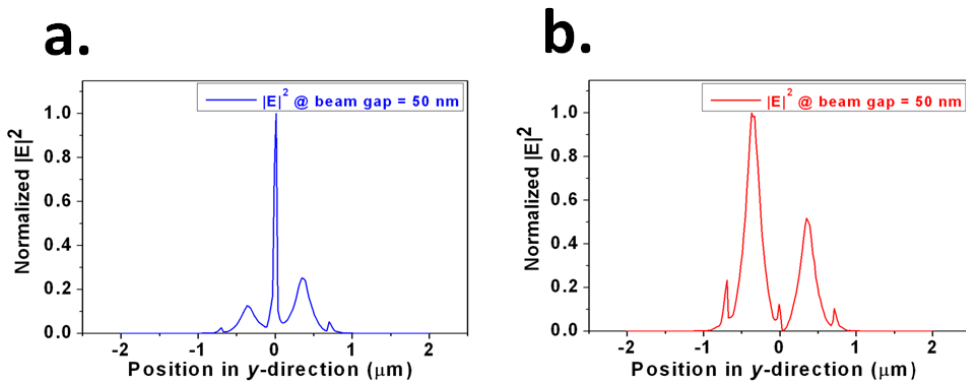 a.
|E|² @ beam gap = 50 nm
Normalized |E|²
1.0
0.8
0.6
0.4
0.2
0.0
-2 -1 0 1 2
Position in y-direction (μm)
b.
|E|² @ beam gap = 50 nm
Normalized |E|²
1.0
0.8
0.6
0.4
0.2
0.0
-2 -1 0 1 2
Position in y-direction (μm)